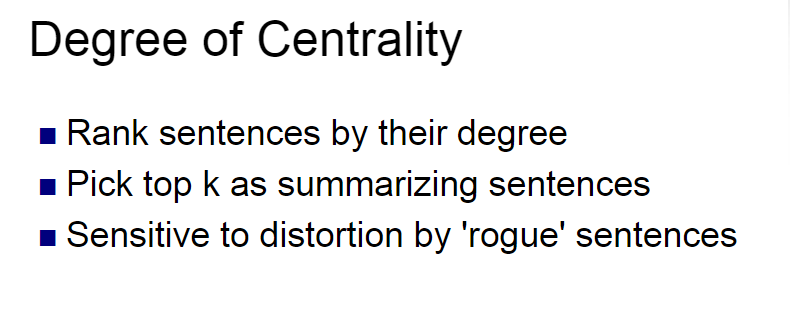 Degree of Centrality
■ Rank sentences by their degree
■ Pick top k as summarizing sentences
■ Sensitive to distortion by 'rogue' sentences